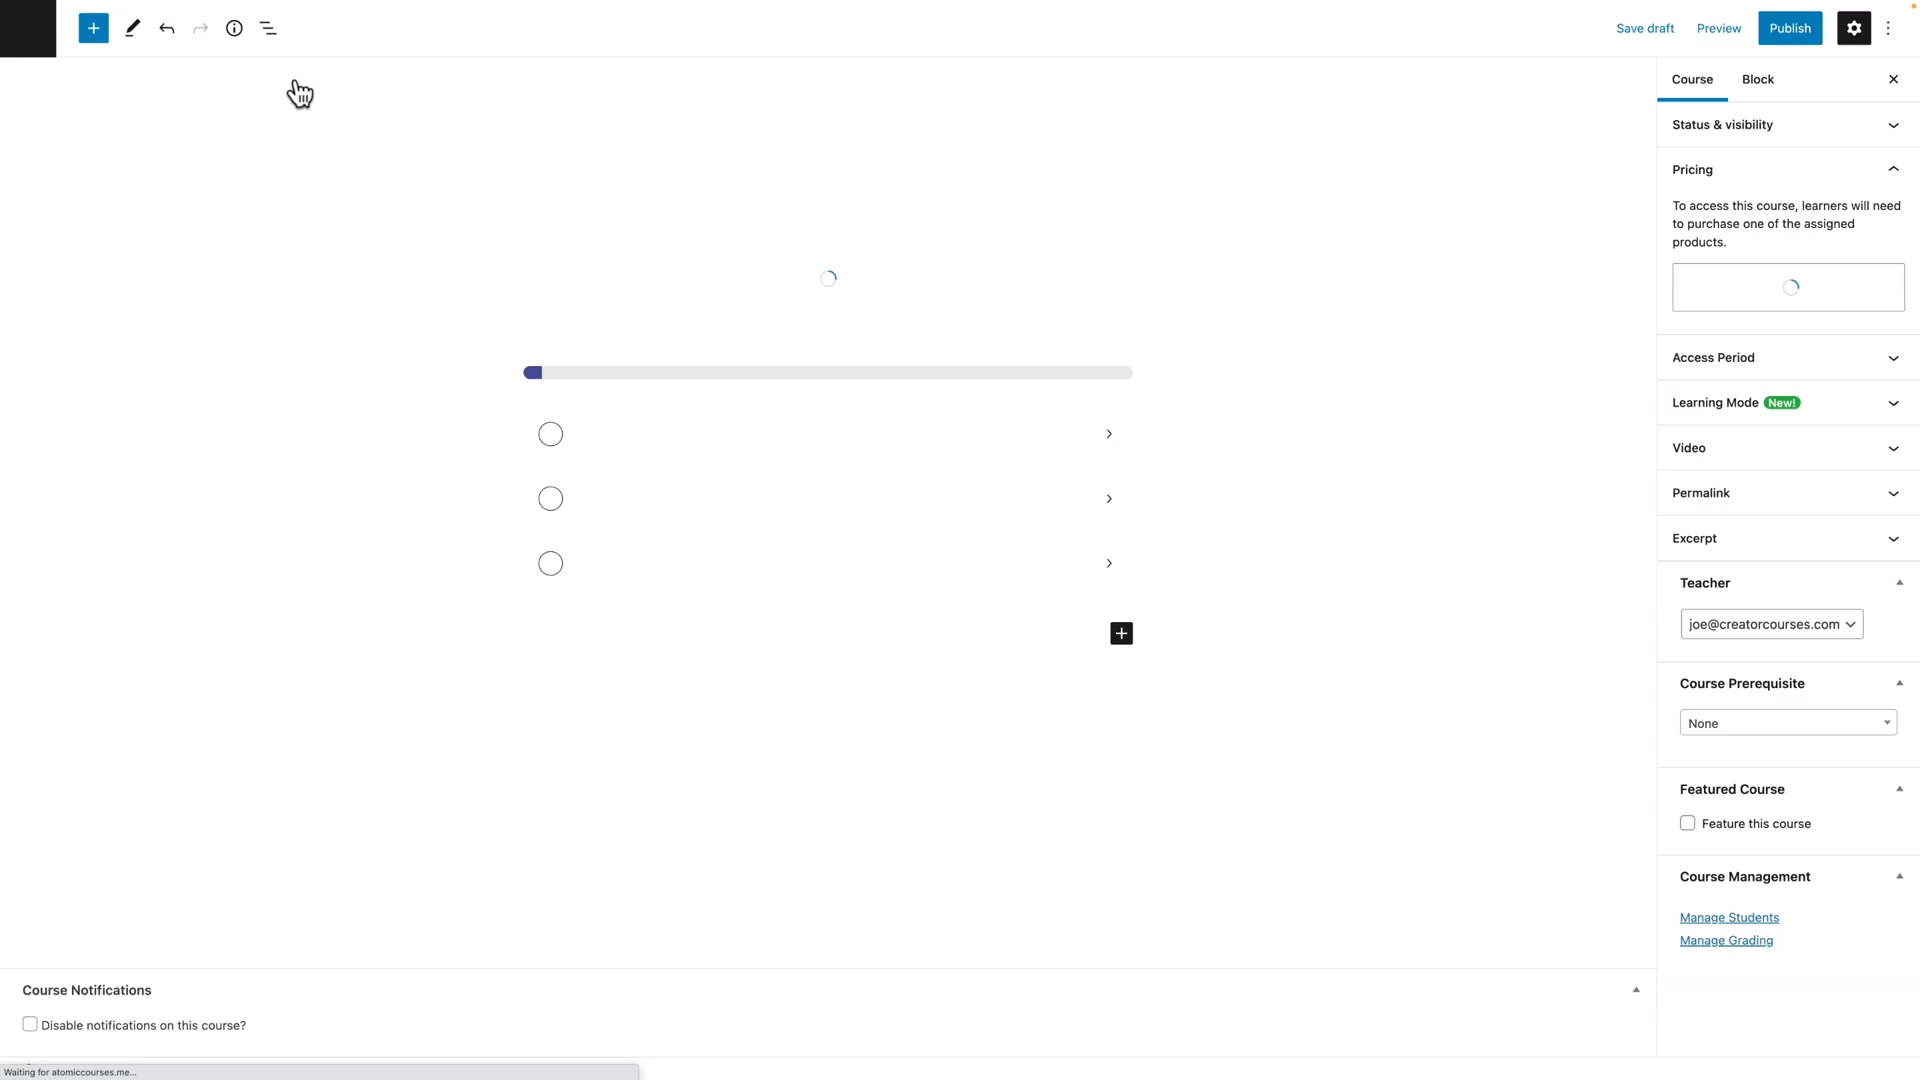 Save draft
Preview
Publish
Course
Block
Status & visibility
Pricing
To access this course, learners will need
to purchase one of the assigned
products.
Access Period
Learning Mode New!
Video
Permalink
Excerpt
Teacher
joe@creatorcourses.com
Course Prerequisite
None
Featured Course
Feature this course
Course Management
Manage Students
Manage Grading
Course Notifications
Disable notifications on this course?
Waiting for atomiccourses.me...